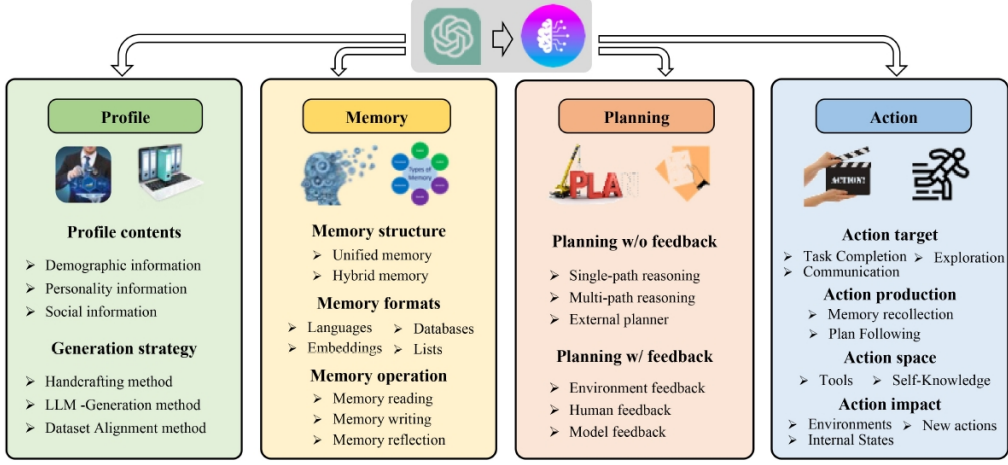 Profile
Profile contents
➢ Demographic information
➢ Personality information
➢ Social information
Generation strategy
➢ Handcrafting method
➢ LLM -Generation method
➢ Dataset Alignment method
Memory
Types of
Memory
Memory structure
➢ Unified memory
➢ Hybrid memory
Memory formats
➢ Languages ➢ Databases
➢ Embeddings ➢ Lists
Memory operation
➢ Memory reading
➢ Memory writing
➢ Memory reflection
Planning
PLAN
Planning w/o feedback
➢ Single-path reasoning
➢ Multi-path reasoning
➢ External planner
Planning w/ feedback
➢ Environment feedback
➢ Human feedback
➢ Model feedback
Action
ACTION!
Action target
➢ Task Completion ➢ Exploration
➢ Communication
Action production
➢ Memory recollection
➢ Plan Following
Action space
➢ Tools ➢ Self-Knowledge
Action impact
➢ Environments ➢ New actions
➢ Internal States